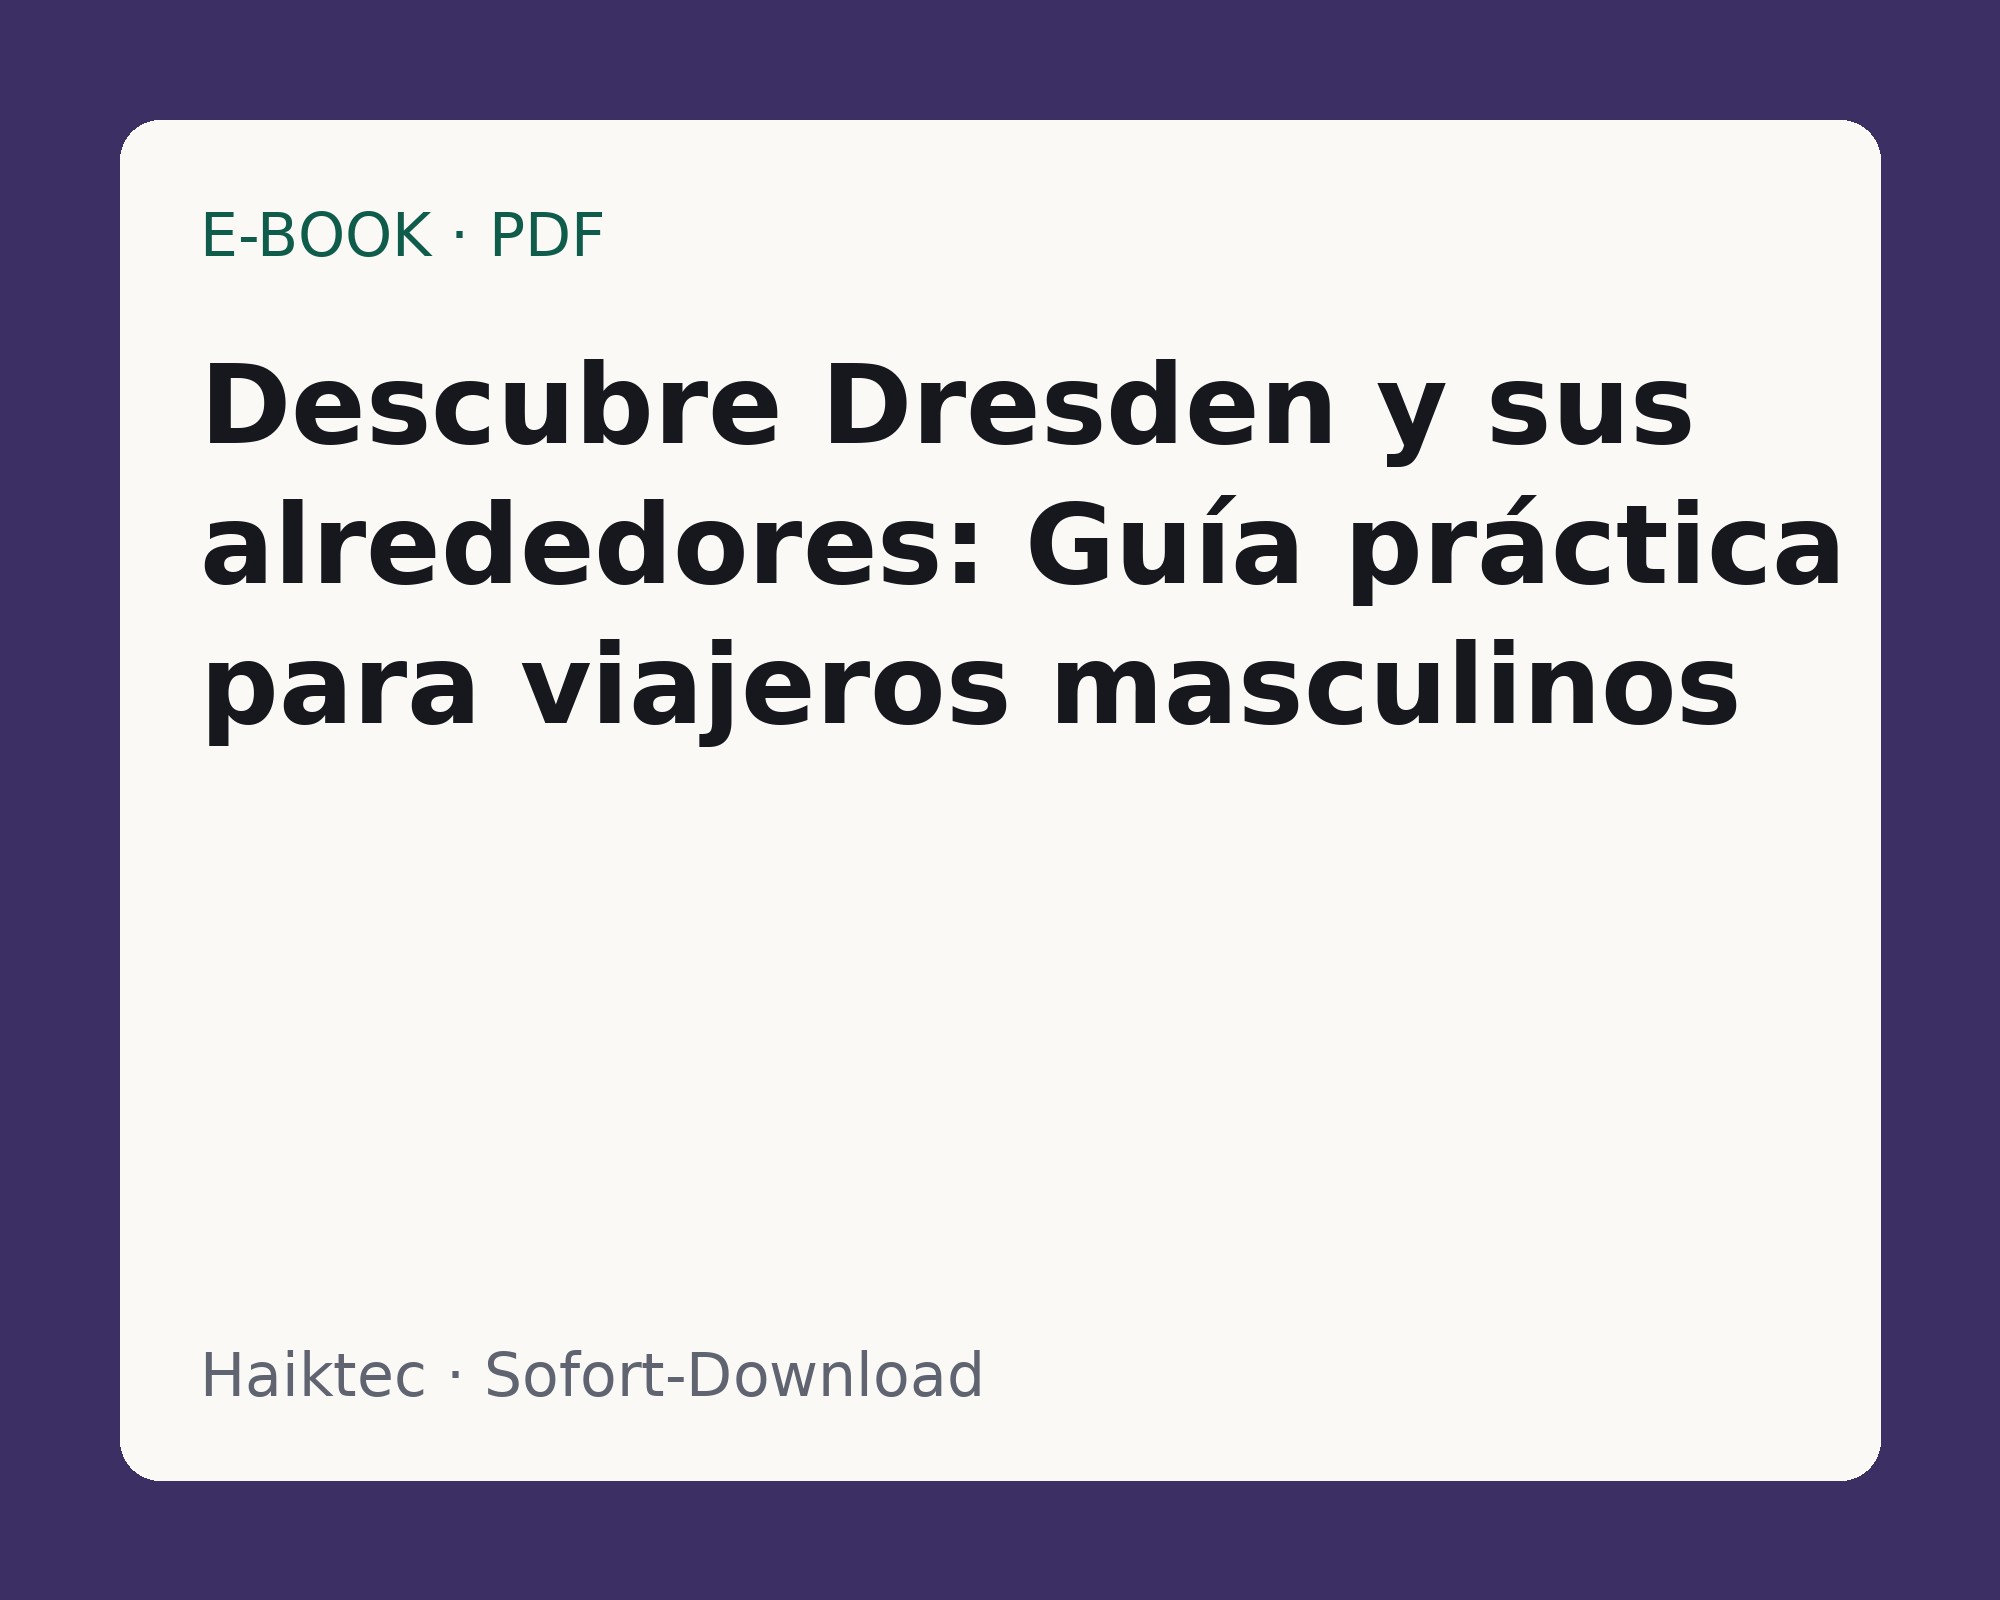 E-BOOK · PDF
Descubre Dresden y sus
alrededores: Guía práctica
para viajeros masculinos
Haiktec · Sofort-Download